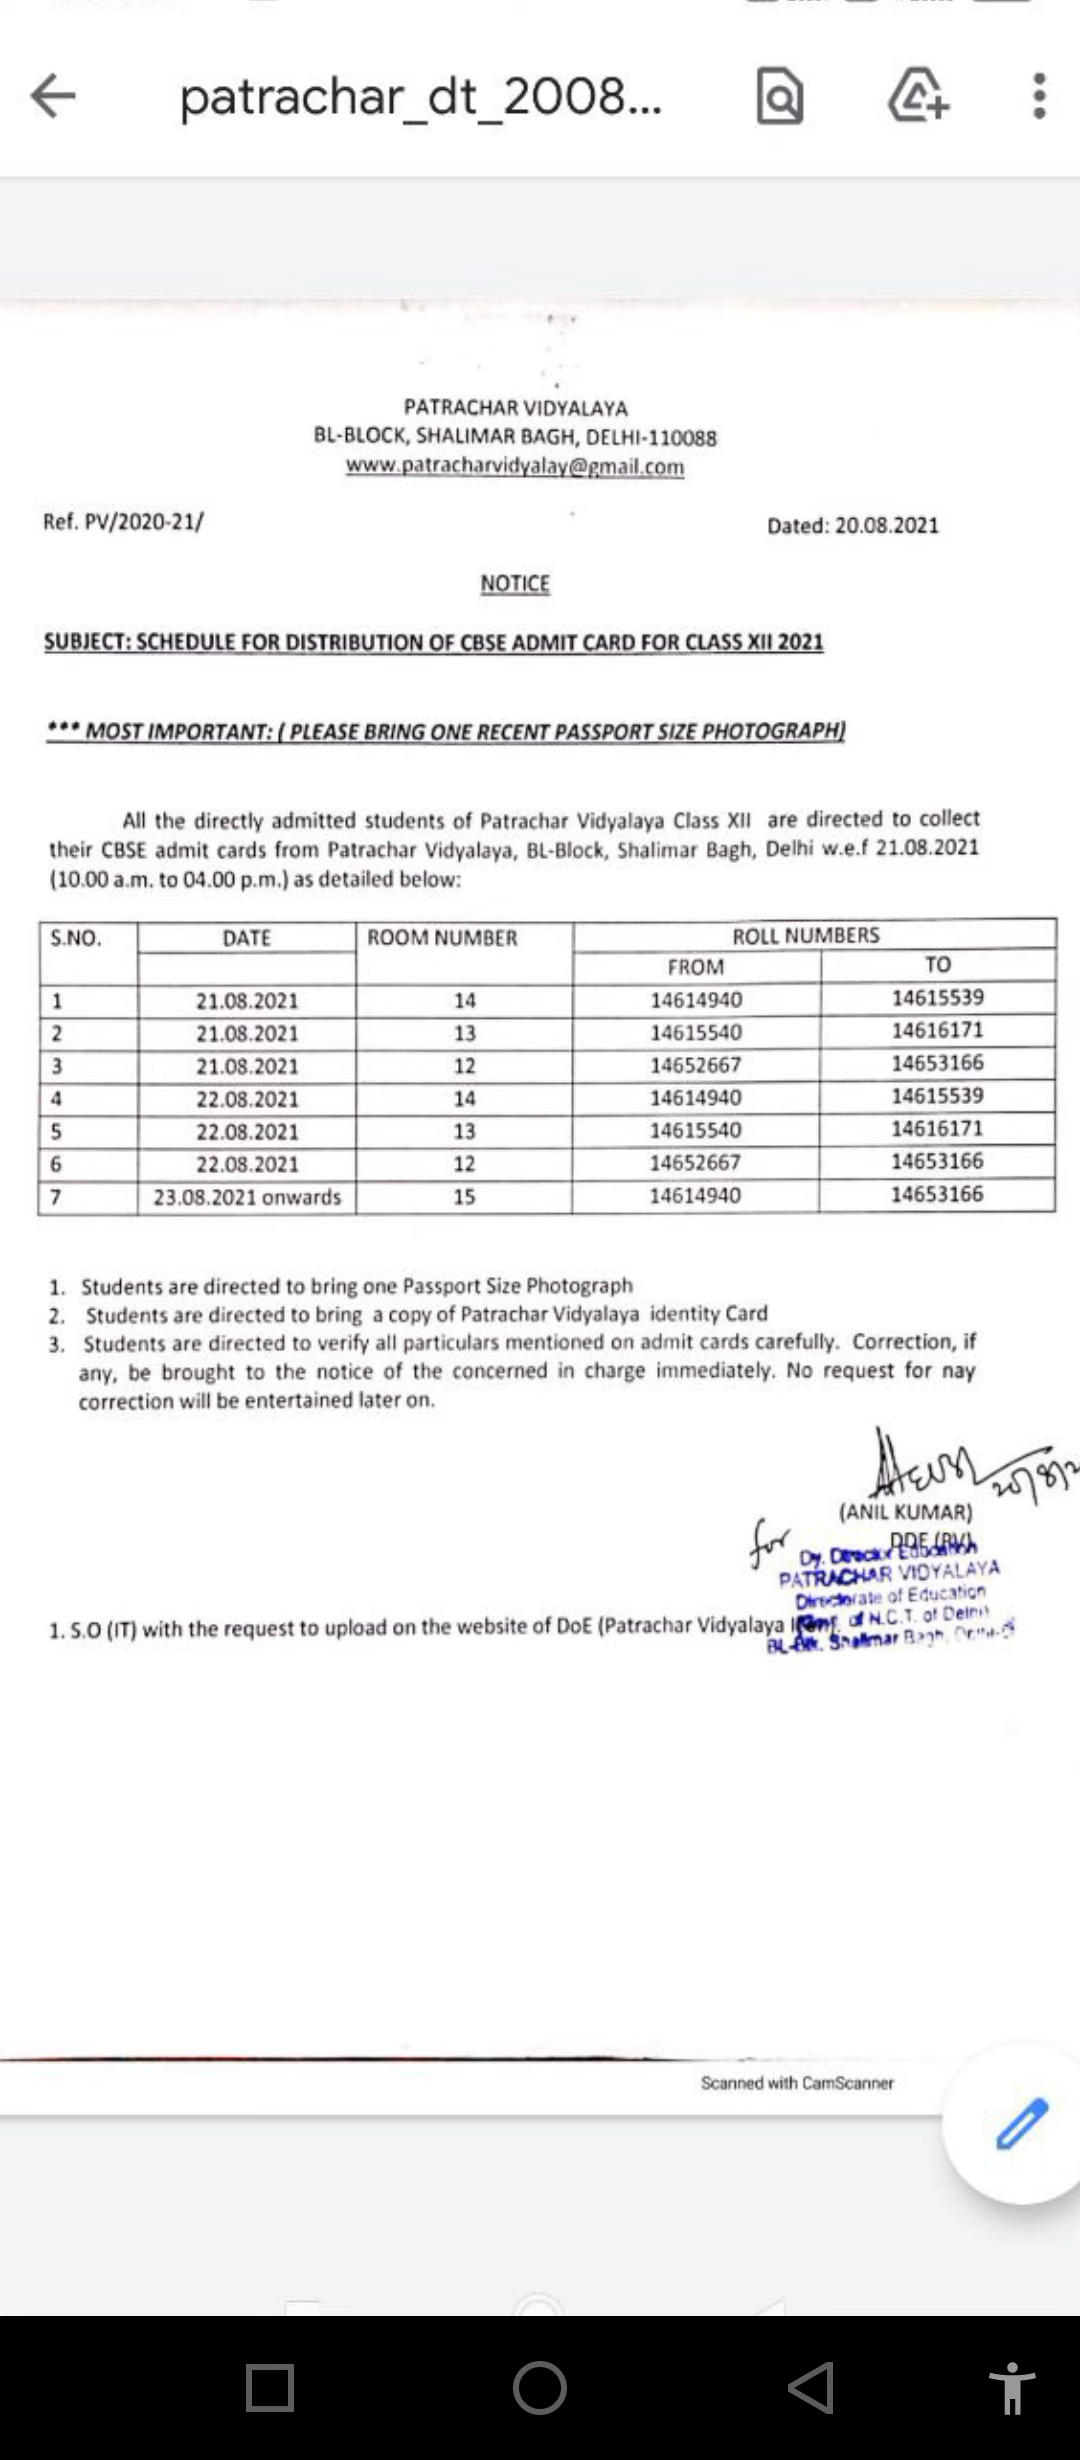 patrachar_dt_2008...
PATRACHAR VIDYALAYA
BL-BLOCK, SHALIMAR BAGH, DELHI-110088
www.patracharvidyalay@gmail.com
Ref. PV/2020-21/ Dated: 20.08.2021
NOTICE
SUBJECT: SCHEDULE FOR DISTRIBUTION OF CBSE ADMIT CARD FOR CLASS XII 2021
*** MOST IMPORTANT: ( PLEASE BRING ONE RECENT PASSPORT SIZE PHOTOGRAPH)
All the directly admitted students of Patrachar Vidyalaya Class XII are directed to collect
their CBSE admit cards from Patrachar Vidyalaya, BL-Block, Shalimar Bagh, Delhi w.e.f 21.08.2021
(10.00 a.m. to 04.00 p.m.) as detailed below:
S.NO. DATE ROOM NUMBER ROLL NUMBERS
FROM TO
1 21.08.2021 14 14614940 14615539
2 21.08.2021 13 14615540 14616171
3 21.08.2021 12 14652667 14653166
4 22.08.2021 14 14614940 14615539
5 22.08.2021 13 14615540 14616171
6 22.08.2021 12 14652667 14653166
7 23.08.2021 onwards 15 14614940 14653166
1. Students are directed to bring one Passport Size Photograph
2. Students are directed to bring a copy of Patrachar Vidyalaya identity Card
3. Students are directed to verify all particulars mentioned on admit cards carefully. Correction, if
any, be brought to the notice of the concerned in charge immediately. No request for nay
correction will be entertained later on.
(ANIL KUMAR)
for DDE (PV)
Dy. Director Education
PATRACHAR VIDYALAYA
Directorate of Education
1. S.O (IT) with the request to upload on the website of DoE (Patrachar Vidyalaya
of N.C.T. of Delhi)
Shalimar Bagh,
Scanned with CamScanner